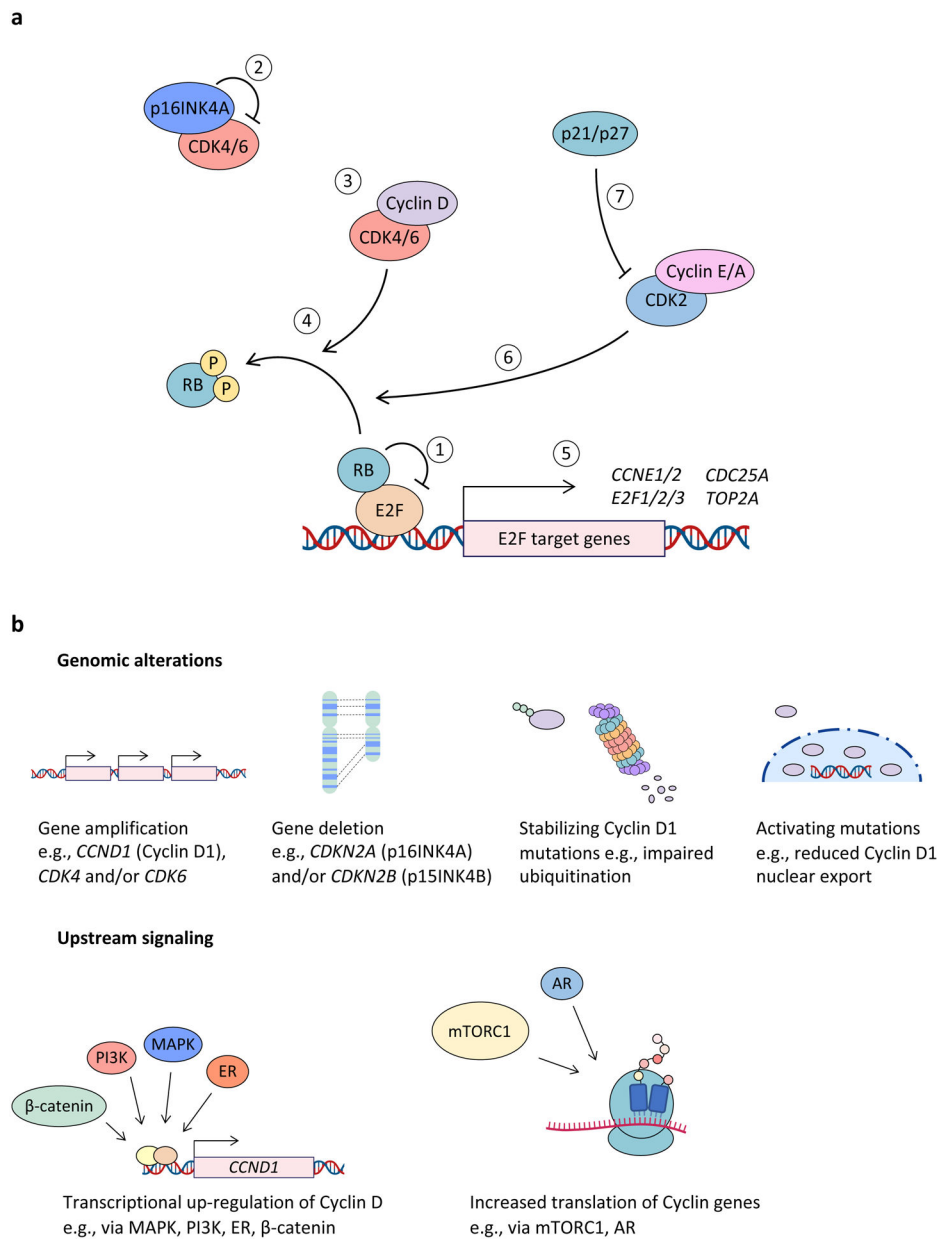 a
2
p16INK4A
CDK4/6
p21/p27
3
Cyclin D
CDK4/6
7
Cyclin E/A
CDK2
4
6
P
RB
P
1
5
RB
E2F
CCNE1/2 CDC25A
E2F1/2/3 TOP2A
E2F target genes
b
Genomic alterations
Gene amplification
e.g., CCND1 (Cyclin D1),
CDK4 and/or CDK6
Gene deletion
e.g., CDKN2A (p16INK4A)
and/or CDKN2B (p15INK4B)
Stabilizing Cyclin D1
mutations e.g., impaired
ubiquitination
Activating mutations
e.g., reduced Cyclin D1
nuclear export
Upstream signaling
β-catenin
PI3K
MAPK
ER
CCND1
Transcriptional up-regulation of Cyclin D
e.g., via MAPK, PI3K, ER, β-catenin
mTORC1
AR
Increased translation of Cyclin genes
e.g., via mTORC1, AR